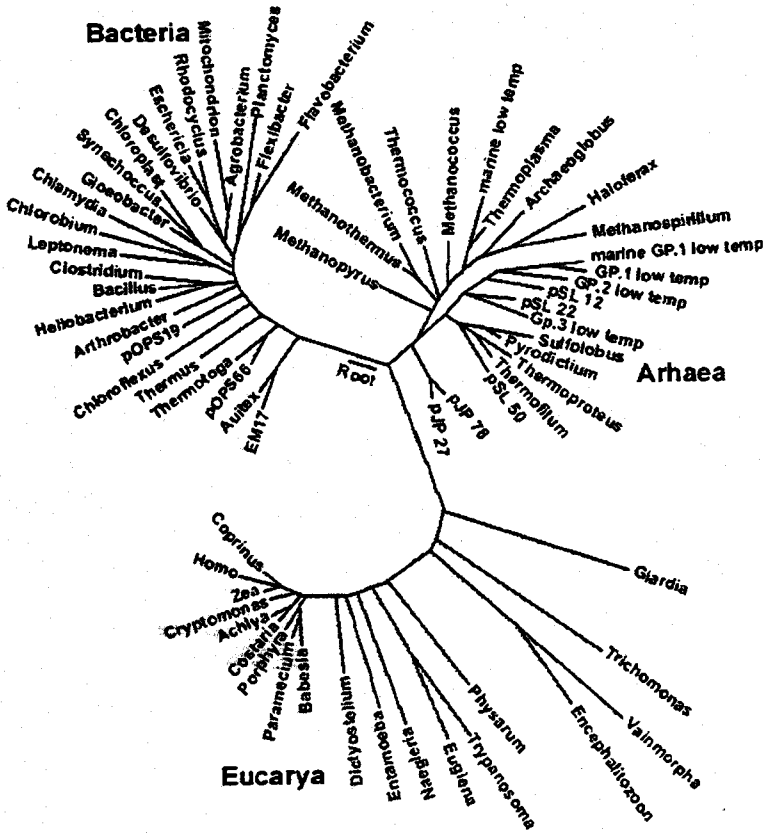 Bacteria
Mitochondrion
Rhodocyclus
Eschericia
Desulfovibrio
Chloroplast
Synechoccus
Gloeobacter
Chlamydia
Chlorobium
Leptonema
Clostridium
Bacillus
Heliobacterium
Arthrobacter
pOPS19
Chloroflexus
Thermus
Thermotoga
pOPS66
EM17
Agrobacterium
Planctomyces
Flexibacter
Flavobacterium
Root
Methanopyrus
Methanothermus
Methanobacterium
Thermococcus
Methanococcus
marine low temp
Thermoplasma
Archaeoglobus
Haloferax
Methanospirillum
marine GP.1 low temp
GP.1 low temp
GP.2 low temp
pSL 12
pSL 22
Gp.3 low temp
Sulfolobus
Pyrodictium
Thermoproteus
Thermofilum
pSL 50
pJP 78
pJP 27
Arhaea
Giardia
Trichomonas
Vainmorpha
Encephalitozoon
Physarum
Trypanosoma
Euglena
Naegleria
Entamoeba
Dictyostelium
Babesia
Paramecium
Porphyra
Costaria
Achlya
Cryptomonas
Zea
Homo
Coprinus
Eucarya